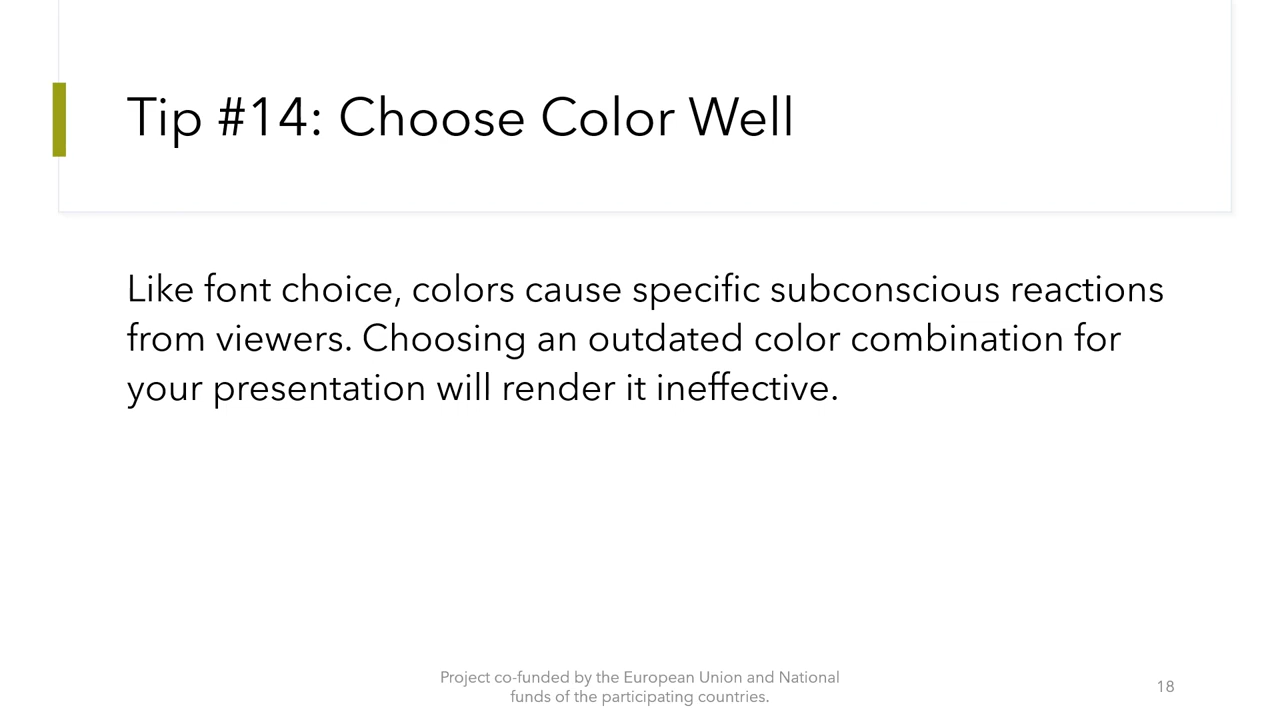 Tip #14: Choose Color Well
Like font choice, colors cause specific subconscious reactions
from viewers. Choosing an outdated color combination for
your presentation will render it ineffective.
Project co-funded by the European Union and National
funds of the participating countries.
18